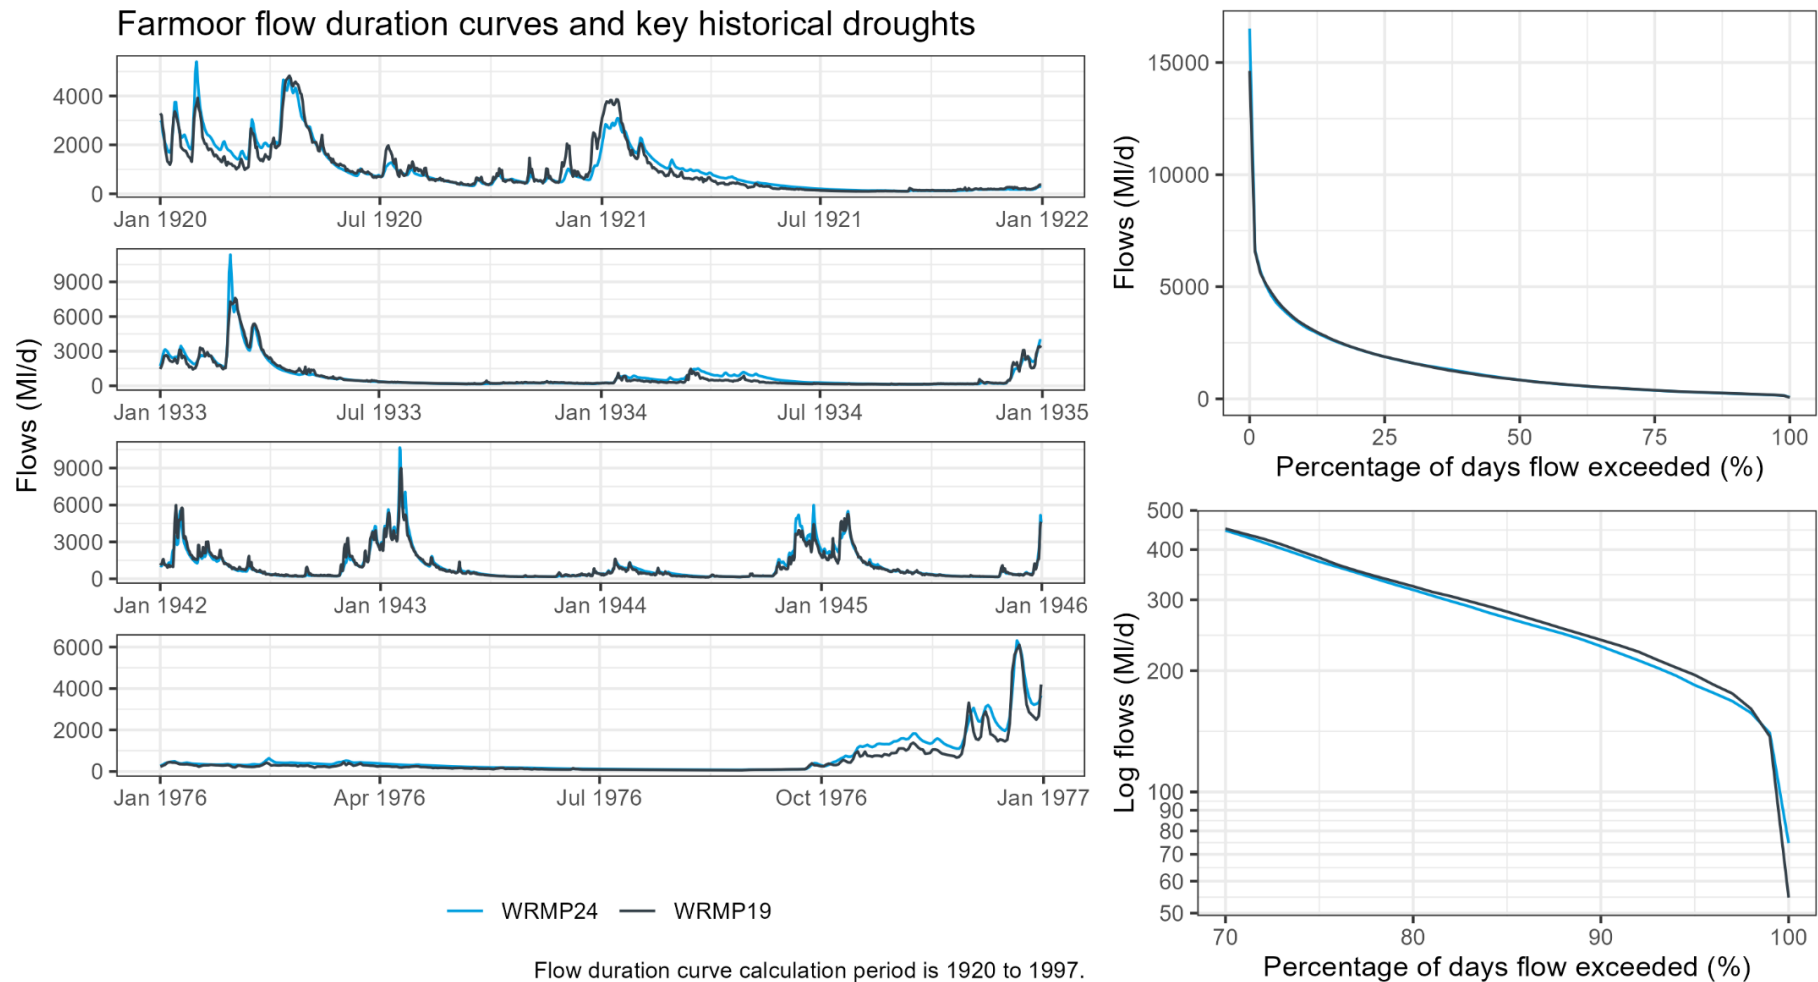 Farmoor flow duration curves and key historical droughts
Flows (Ml/d)
4000
2000
0
Jan 1920 Jul 1920 Jan 1921 Jul 1921 Jan 1922
9000
6000
3000
0
Jan 1933 Jul 1933 Jan 1934 Jul 1934 Jan 1935
9000
6000
3000
0
Jan 1942 Jan 1943 Jan 1944 Jan 1945 Jan 1946
6000
4000
2000
0
Jan 1976 Apr 1976 Jul 1976 Oct 1976 Jan 1977
WRMP24 WRMP19
Flow duration curve calculation period is 1920 to 1997.
Flows (Ml/d)
15000
10000
5000
0
0 25 50 75 100
Percentage of days flow exceeded (%)
Log flows (Ml/d)
500
400
300
200
100
90
80
70
60
50
70 80 90 100
Percentage of days flow exceeded (%)